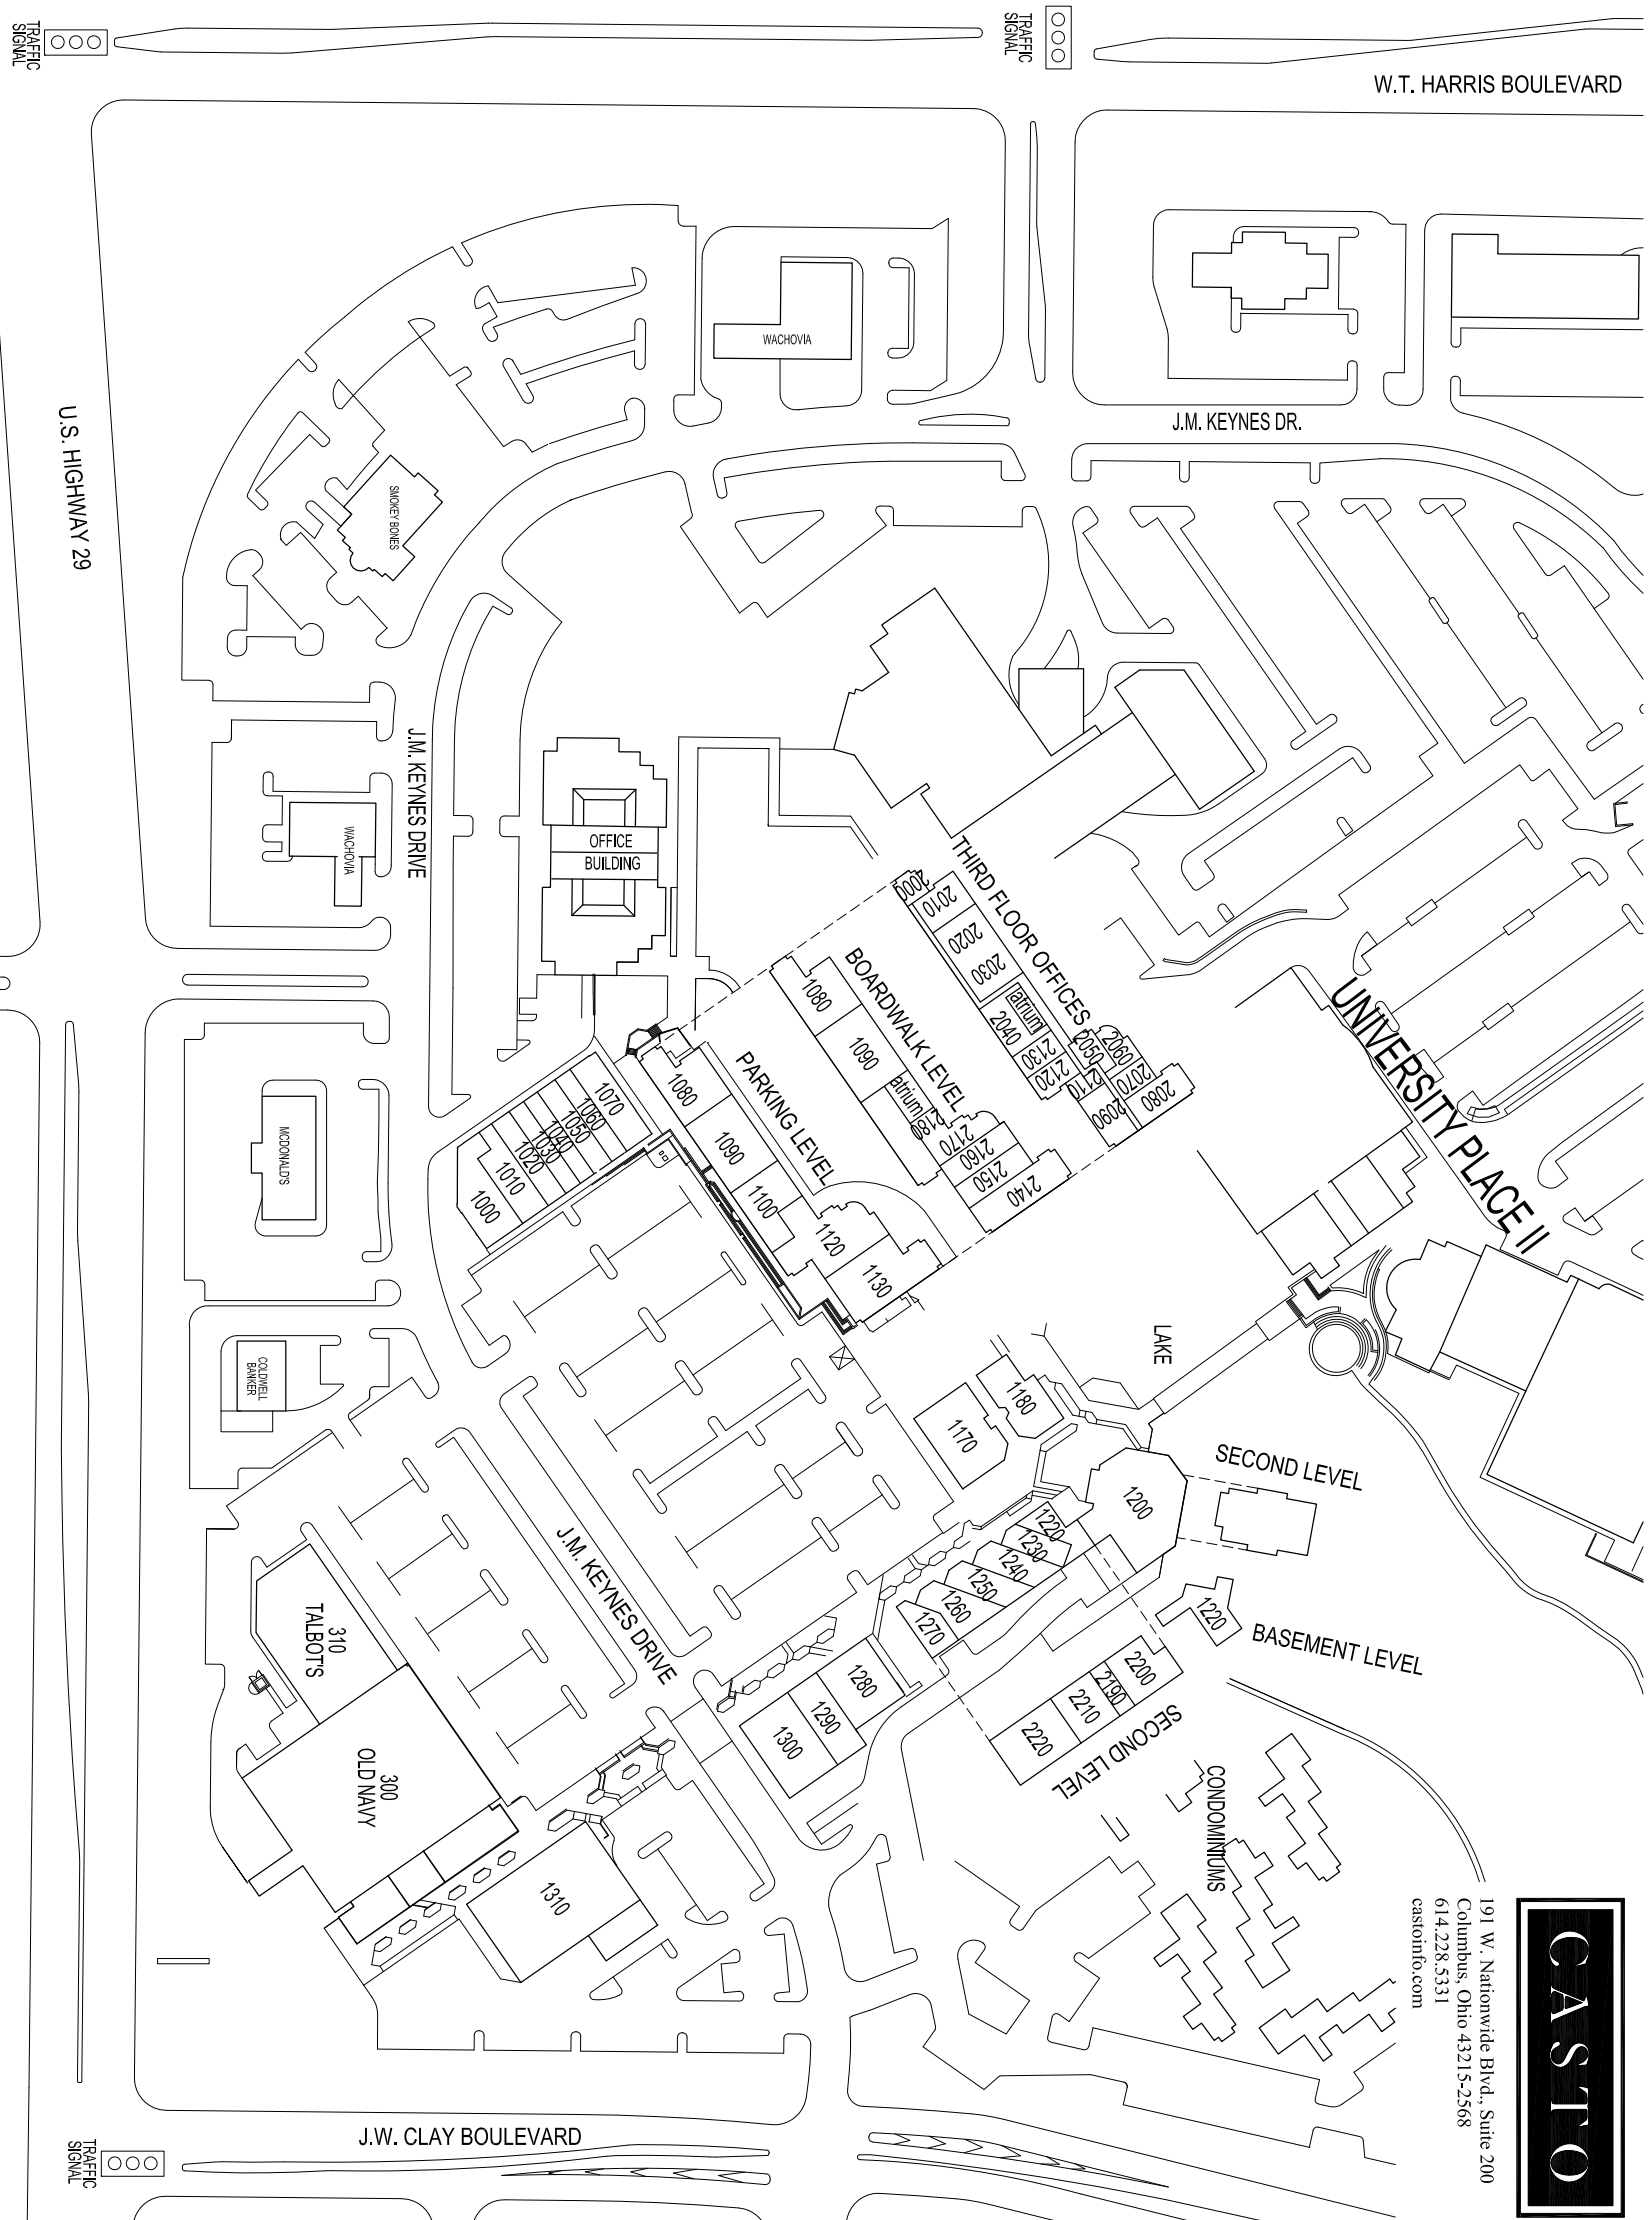 TRAFFIC
SIGNAL
TRAFFIC
SIGNAL
W.T. HARRIS BOULEVARD
WACHOVIA
J.M. KEYNES DR.
U.S. HIGHWAY 29
SMOKEY BONES
J.M. KEYNES DRIVE
WACHOVIA
OFFICE
BUILDING
THIRD FLOOR OFFICES
2000
2010
2020
2030
atrium
2040
2130
2120
2050
2110
2060
2070
2090
2080
BOARDWALK LEVEL
1080
1090
atrium
2180
2170
2160
2150
2140
PARKING LEVEL
1080
1090
1100
1120
1130
1070
1060
1050
1040
1030
1020
1010
1000
UNIVERSITY PLACE II
MCDONALD'S
COLDWELL
BANKER
LAKE
1180
1170
1200
SECOND LEVEL
1220
1230
1240
1250
1260
1270
1220
BASEMENT LEVEL
2200
2190
2210
2220
SECOND LEVEL
1280
1290
1300
J.M. KEYNES DRIVE
310
TALBOT'S
300
OLD NAVY
1310
CONDOMINIUMS
CASTO
191 W. Nationwide Blvd., Suite 200
Columbus, Ohio 43215-2568
614.228.5331
castoinfo.com
J.W. CLAY BOULEVARD
TRAFFIC
SIGNAL